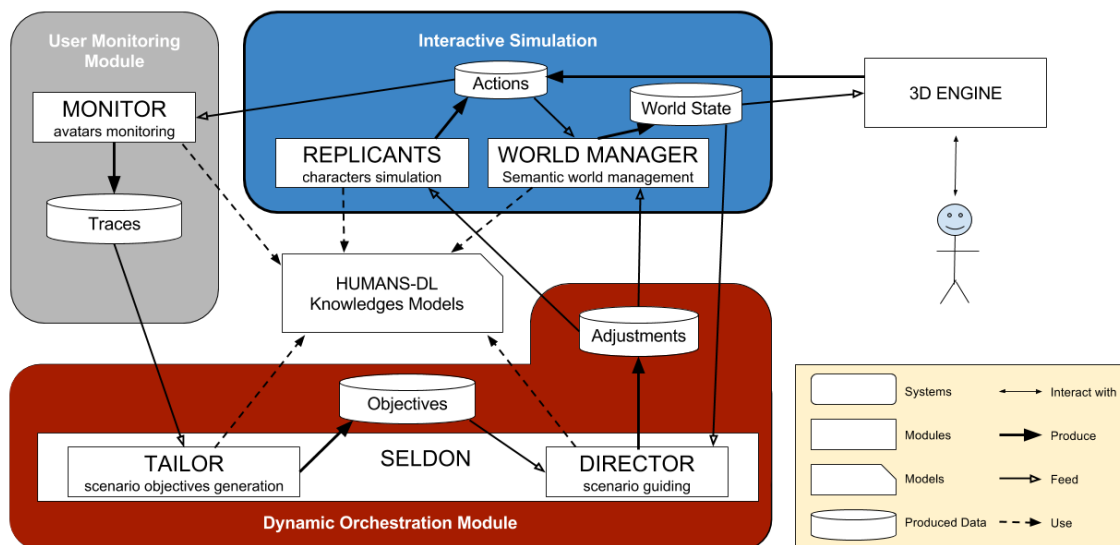 User Monitoring
Module
MONITOR
avatars monitoring
Traces
Interactive Simulation
Actions
World State
REPLICANTS
characters simulation
WORLD MANAGER
Semantic world management
3D ENGINE
HUMANS-DL
Knowledges Models
Adjustments
Objectives
TAILOR
scenario objectives generation
SELDON
DIRECTOR
scenario guiding
Dynamic Orchestration Module
Systems
Interact with
Modules
Produce
Models
Feed
Produced Data
Use